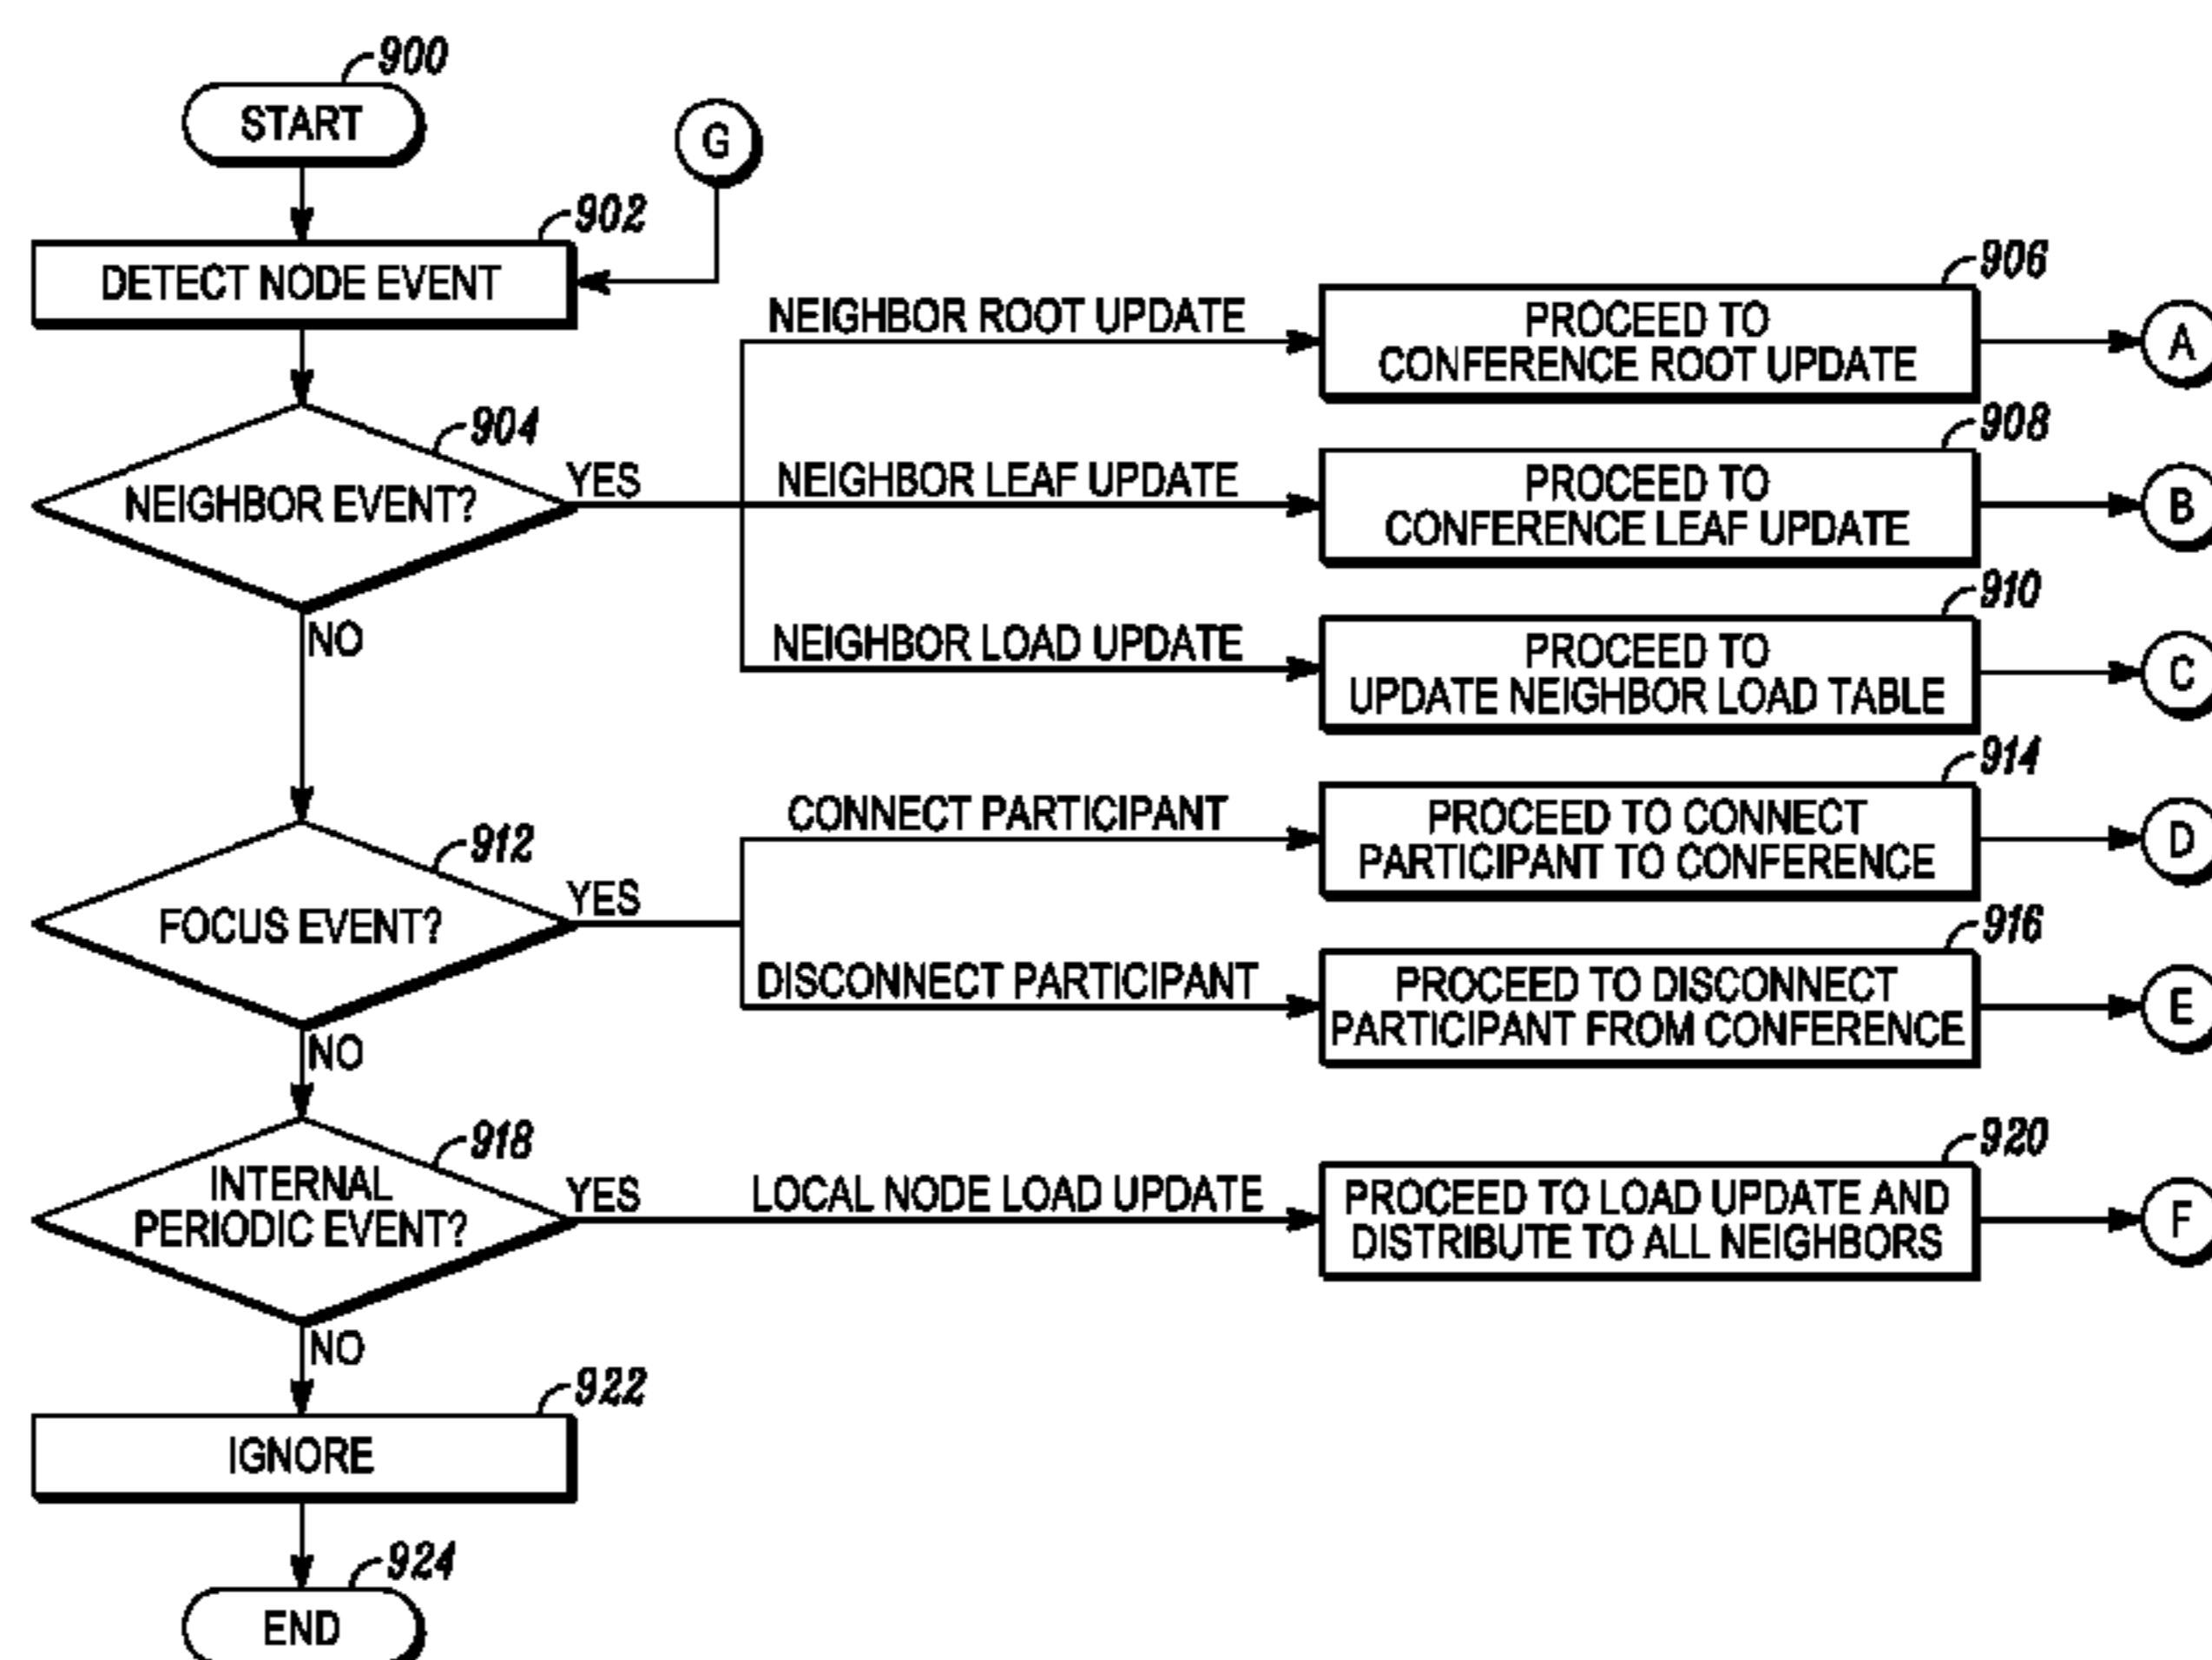 900
START
G
902
DETECT NODE EVENT
906
NEIGHBOR ROOT UPDATE
PROCEED TO
CONFERENCE ROOT UPDATE
A
904
NEIGHBOR EVENT?
YES
NEIGHBOR LEAF UPDATE
908
PROCEED TO
CONFERENCE LEAF UPDATE
B
NO
NEIGHBOR LOAD UPDATE
910
PROCEED TO
UPDATE NEIGHBOR LOAD TABLE
C
912
FOCUS EVENT?
YES
CONNECT PARTICIPANT
914
PROCEED TO CONNECT
PARTICIPANT TO CONFERENCE
D
DISCONNECT PARTICIPANT
916
PROCEED TO DISCONNECT
PARTICIPANT FROM CONFERENCE
E
NO
918
INTERNAL
PERIODIC EVENT?
YES
LOCAL NODE LOAD UPDATE
920
PROCEED TO LOAD UPDATE AND
DISTRIBUTE TO ALL NEIGHBORS
F
NO
922
IGNORE
924
END